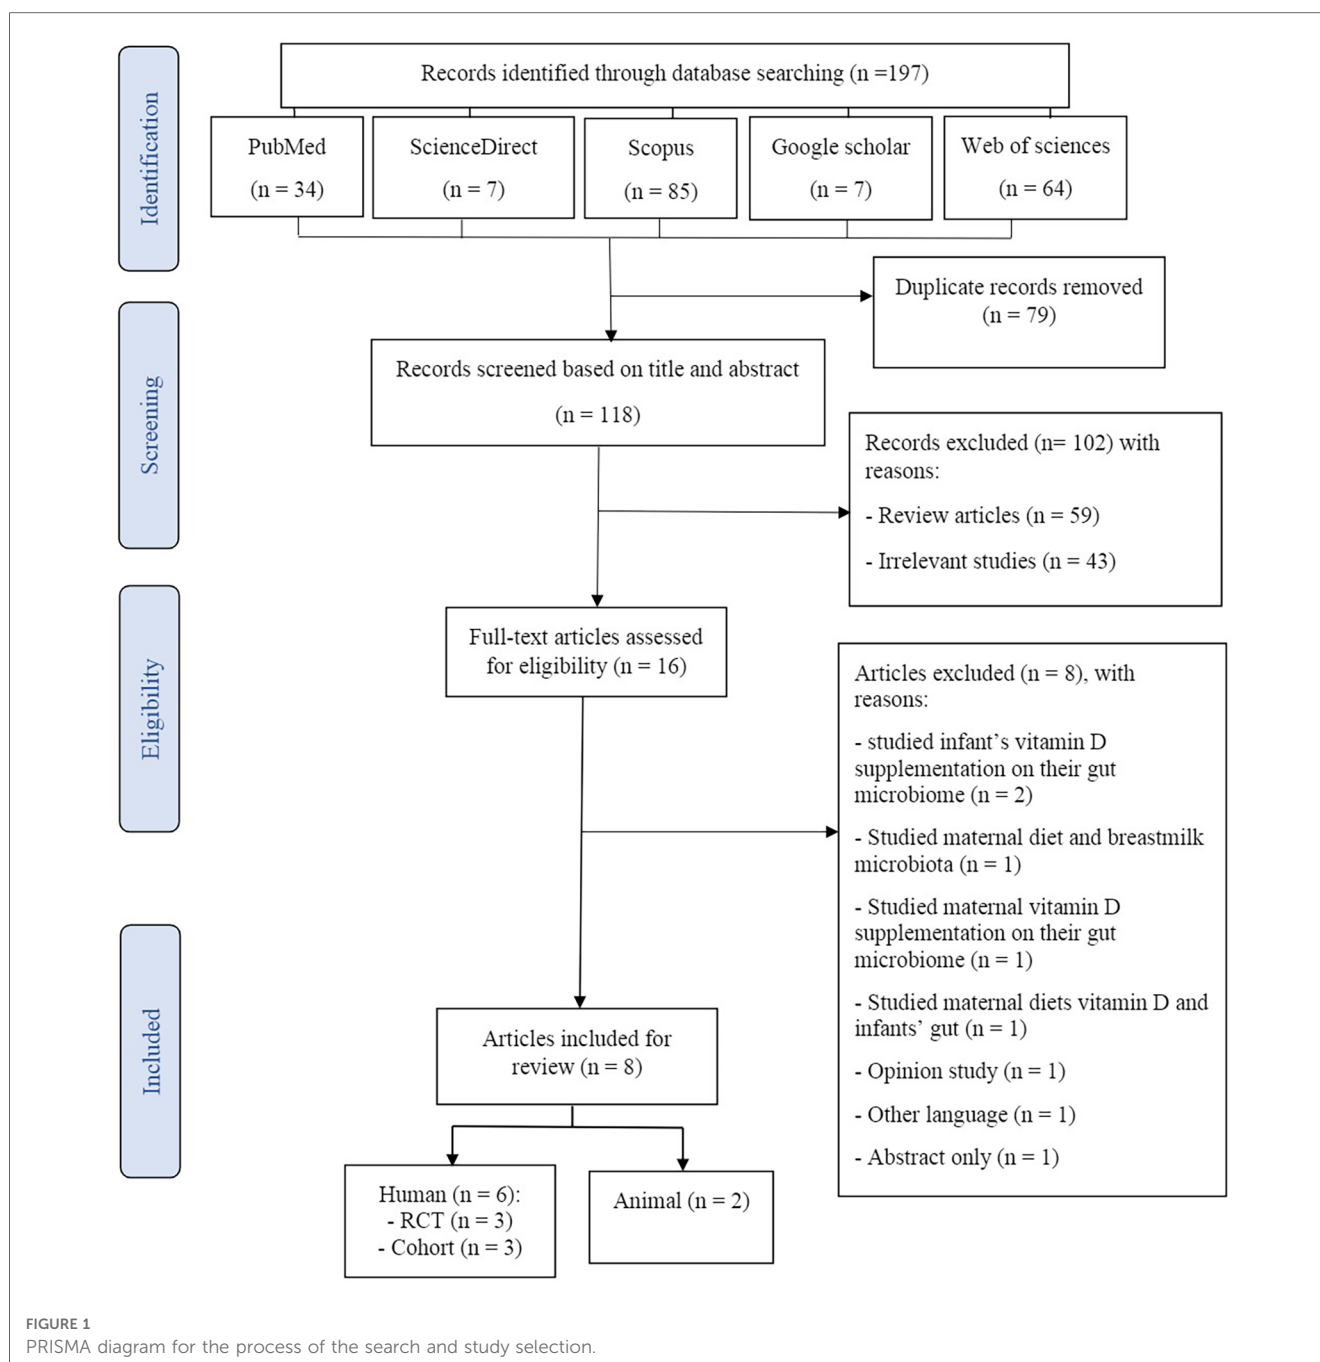 Identification
Records identified through database searching (n =197)
PubMed
(n = 34)
ScienceDirect
(n = 7)
Scopus
(n = 85)
Google scholar
(n = 7)
Web of sciences
(n = 64)
Duplicate records removed
(n = 79)
Screening
Records screened based on title and abstract
(n = 118)
Records excluded (n= 102) with
reasons:
- Review articles (n = 59)
- Irrelevant studies (n = 43)
Eligibility
Full-text articles assessed
for eligibility (n = 16)
Articles excluded (n = 8), with
reasons:
- studied infant’s vitamin D
supplementation on their gut
microbiome (n = 2)
- Studied maternal diet and breastmilk
microbiota (n = 1)
- Studied maternal vitamin D
supplementation on their gut
microbiome (n = 1)
- Studied maternal diets vitamin D and
infants’ gut (n = 1)
- Opinion study (n = 1)
- Other language (n = 1)
- Abstract only (n = 1)
Included
Articles included for
review (n = 8)
Human (n = 6):
- RCT (n = 3)
- Cohort (n = 3)
Animal (n = 2)
FIGURE 1
PRISMA diagram for the process of the search and study selection.